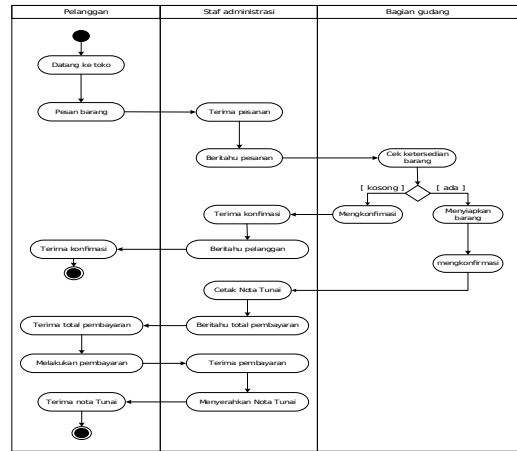 Pelanggan
Staf administrasi
Bagian gudang
Datang ke toko
Pesan barang
Terima pesanan
Beritahu pesanan
Cek ketersedian
barang
[ kosong ]
[ ada ]
Terima konfimasi
Mengkonfimasi
Menyiapkan
barang
Terima konfimasi
Beritahu pelanggan
mengkonfirmasi
Cetak Nota Tunai
Terima total pembayaran
Beritahu total pembayaran
Melakukan pembayaran
Terima pembayaran
Terima nota Tunai
Menyerahkan Nota Tunai